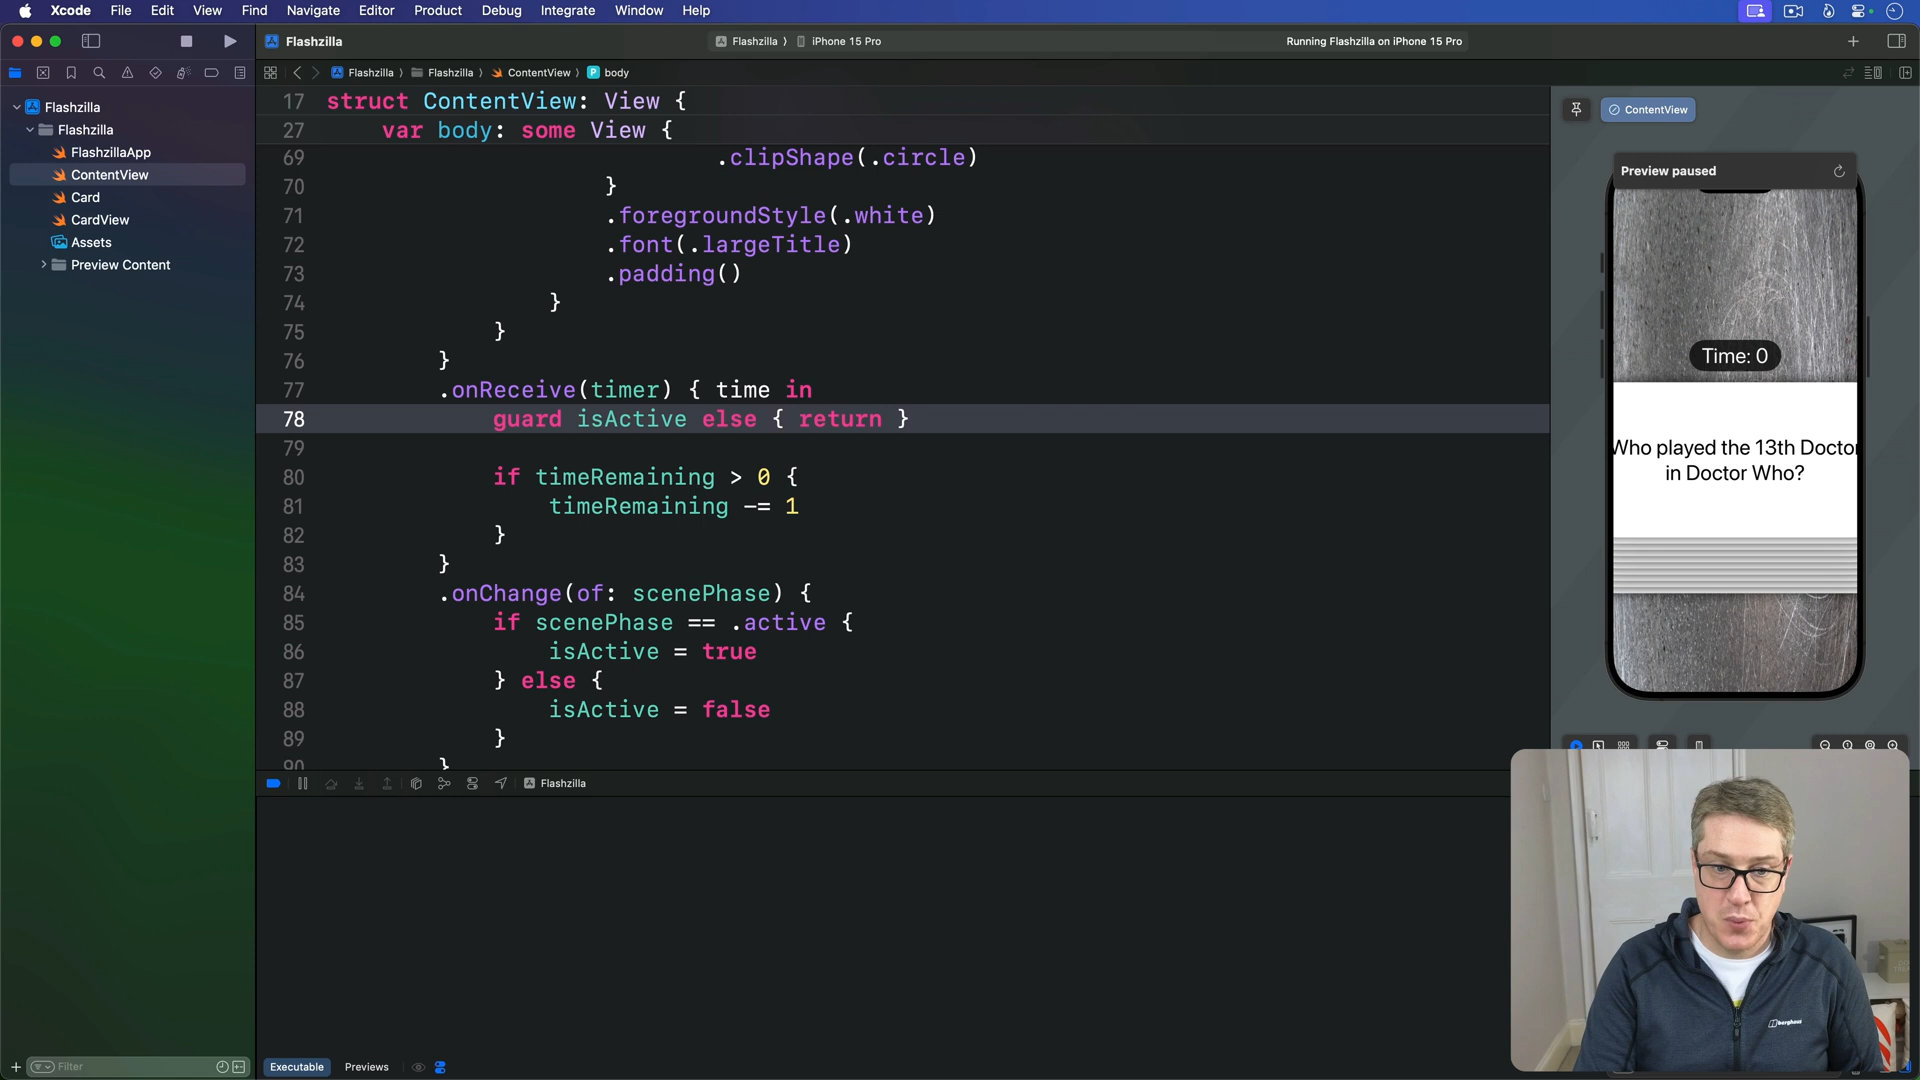 Xcode File Edit View Find Navigate Editor Product Debug Integrate Window Help
Flashzilla
Flashzilla iPhone 15 Pro
Running Flashzilla on iPhone 15 Pro
Flashzilla Flashzilla ContentView body
Flashzilla
Flashzilla
FlashzillaApp
ContentView
Card
CardView
Assets
Preview Content
17 struct ContentView: View {
27 var body: some View {
69 .clipShape(.circle)
70 }
71 .foregroundStyle(.white)
72 .font(.largeTitle)
73 .padding()
74 }
75 }
76 }
77 .onReceive(timer) { time in
78 guard isActive else { return }
79
80 if timeRemaining > 0 {
81 timeRemaining -= 1
82 }
83 }
84 .onChange(of: scenePhase) {
85 if scenePhase == .active {
86 isActive = true
87 } else {
88 isActive = false
89 }
90 }
ContentView
Preview paused
Time: 0
Who played the 13th Doctor
in Doctor Who?
Flashzilla
berghaus
Filter
Executable Previews